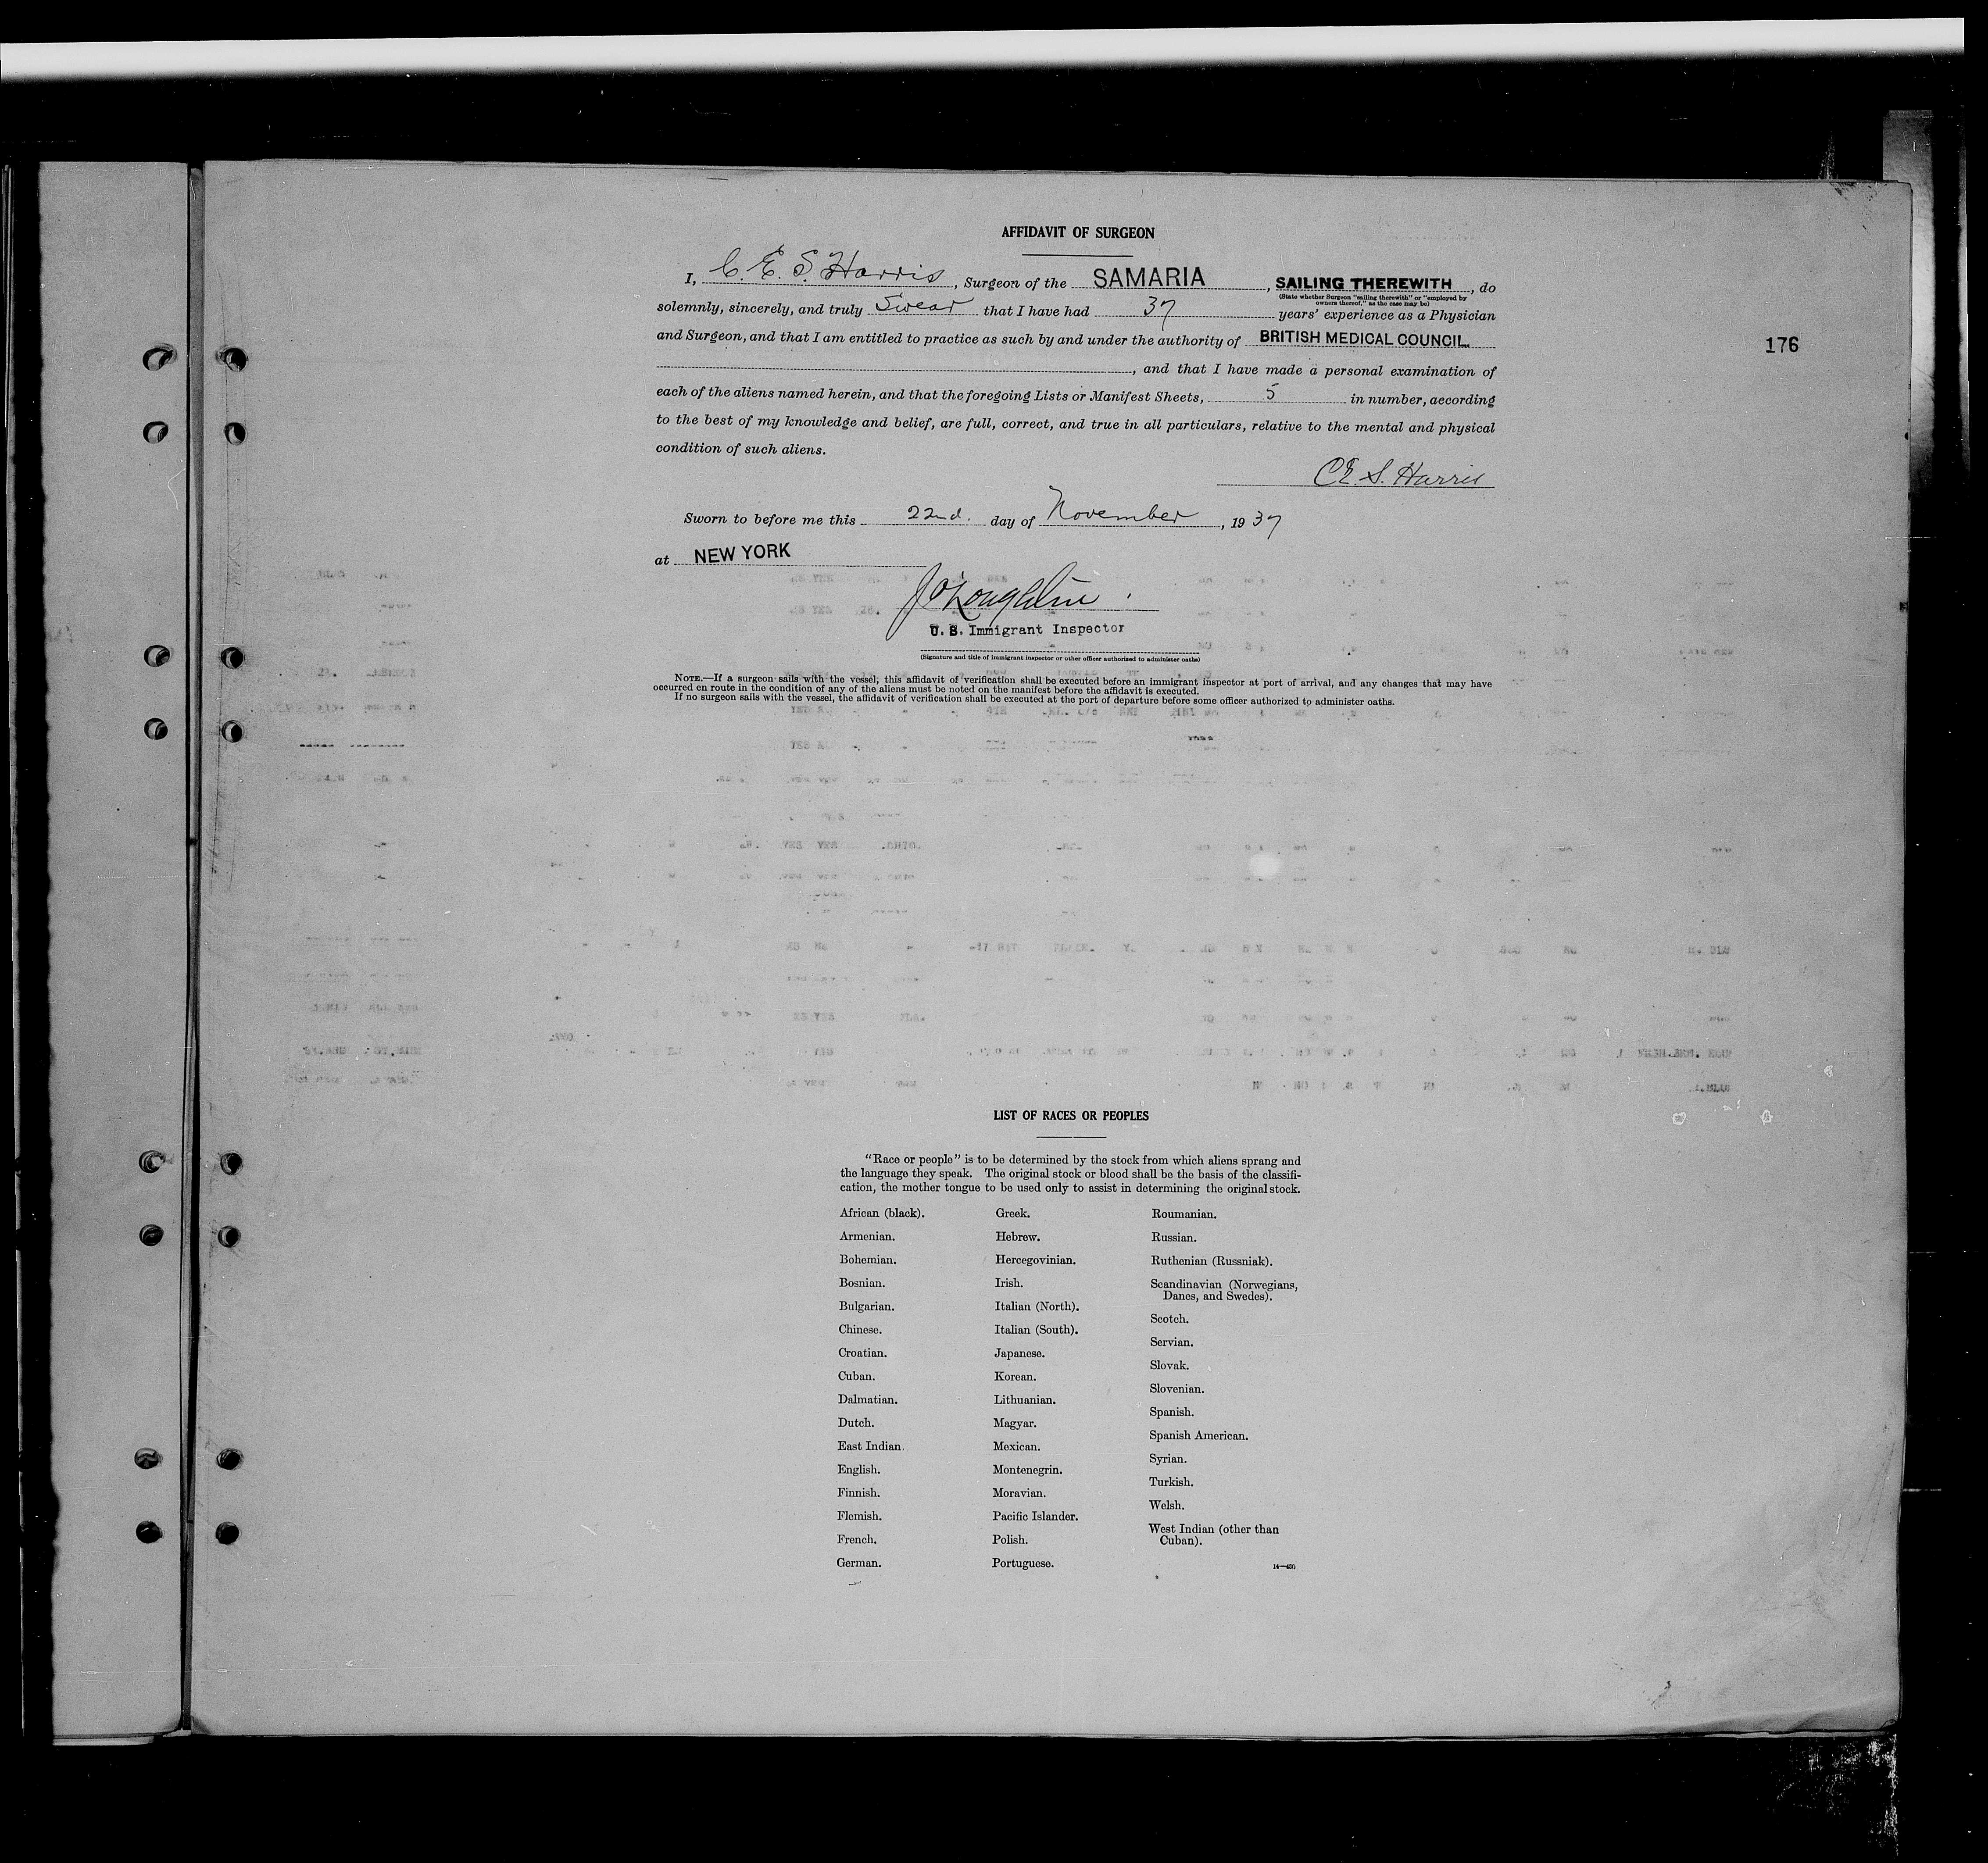 AFFIDAVIT OF SURGEON
I, C. E. S. Harris, Surgeon of the SAMARIA, SAILING THEREWITH, do
(State whether Surgeon "sailing therewith" or "employed by
owners thereof," as the case may be)
solemnly, sincerely, and truly Swear that I have had 37 years' experience as a Physician
and Surgeon, and that I am entitled to practice as such by and under the authority of BRITISH MEDICAL COUNCIL
176
, and that I have made a personal examination of
each of the aliens named herein, and that the foregoing Lists or Manifest Sheets, 5 in number, according
to the best of my knowledge and belief, are full, correct, and true in all particulars, relative to the mental and physical
condition of such aliens.
C E. S. Harris
Sworn to before me this 22nd. day of November, 1937
at NEW YORK
J O'Loughlin
U. S. Immigrant Inspector
(Signature and title of immigrant inspector or other officer authorized to administer oaths)
NOTE.—If a surgeon sails with the vessel, this affidavit of verification shall be executed before an immigrant inspector at port of arrival, and any changes that may have
occurred en route in the condition of any of the aliens must be noted on the manifest before the affidavit is executed.
If no surgeon sails with the vessel, the affidavit of verification shall be executed at the port of departure before some officer authorized to administer oaths.
LIST OF RACES OR PEOPLES
"Race or people" is to be determined by the stock from which aliens sprang and
the language they speak. The original stock or blood shall be the basis of the classifi-
cation, the mother tongue to be used only to assist in determining the original stock.
African (black).
Armenian.
Bohemian.
Bosnian.
Bulgarian.
Chinese.
Croatian.
Cuban.
Dalmatian.
Dutch.
East Indian.
English.
Finnish.
Flemish.
French.
German.
Greek.
Hebrew.
Hercegovinian.
Irish.
Italian (North).
Italian (South).
Japanese.
Korean.
Lithuanian.
Magyar.
Mexican.
Montenegrin.
Moravian.
Pacific Islander.
Polish.
Portuguese.
Roumanian.
Russian.
Ruthenian (Russniak).
Scandinavian (Norwegians,
Danes, and Swedes).
Scotch.
Servian.
Slovak.
Slovenian.
Spanish.
Spanish American.
Syrian.
Turkish.
Welsh.
West Indian (other than
Cuban).